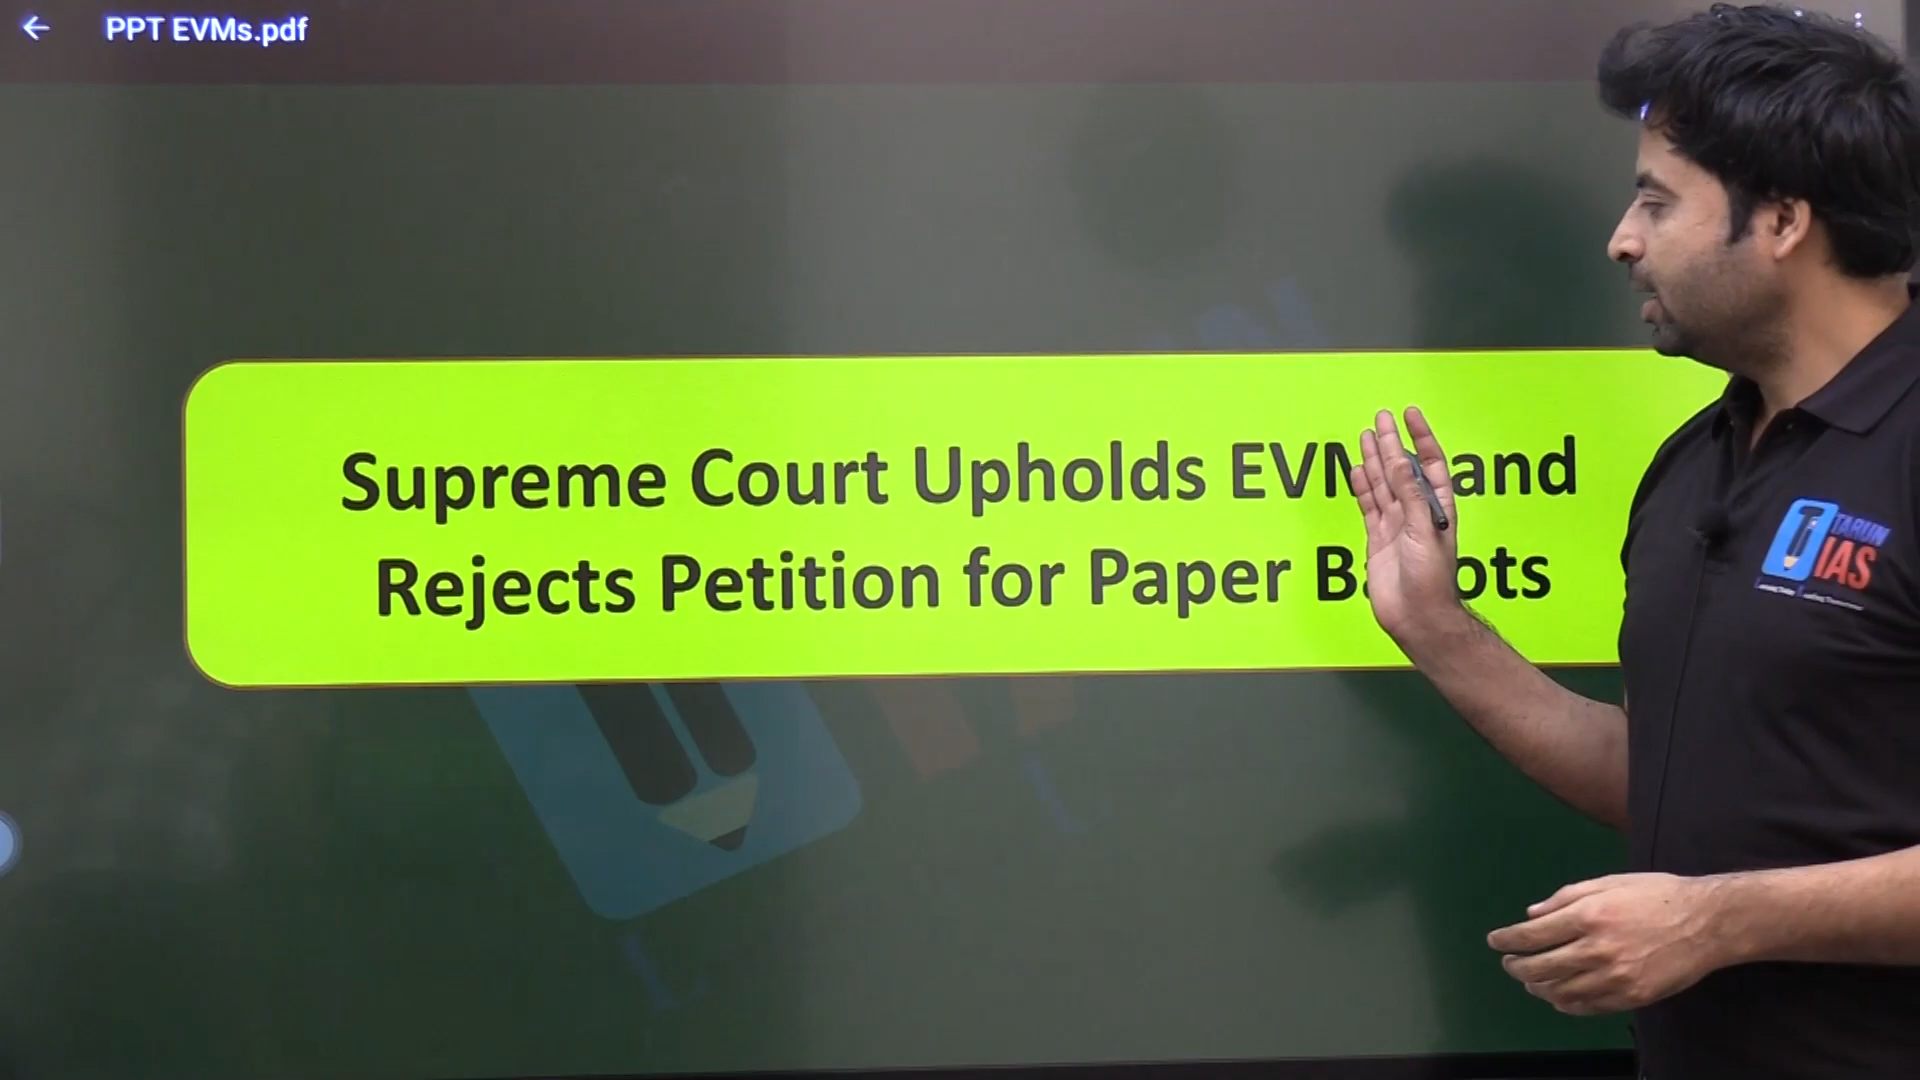 PPT EVMs.pdf
Supreme Court Upholds and
Rejects Petition for Paper
TARUN
IAS